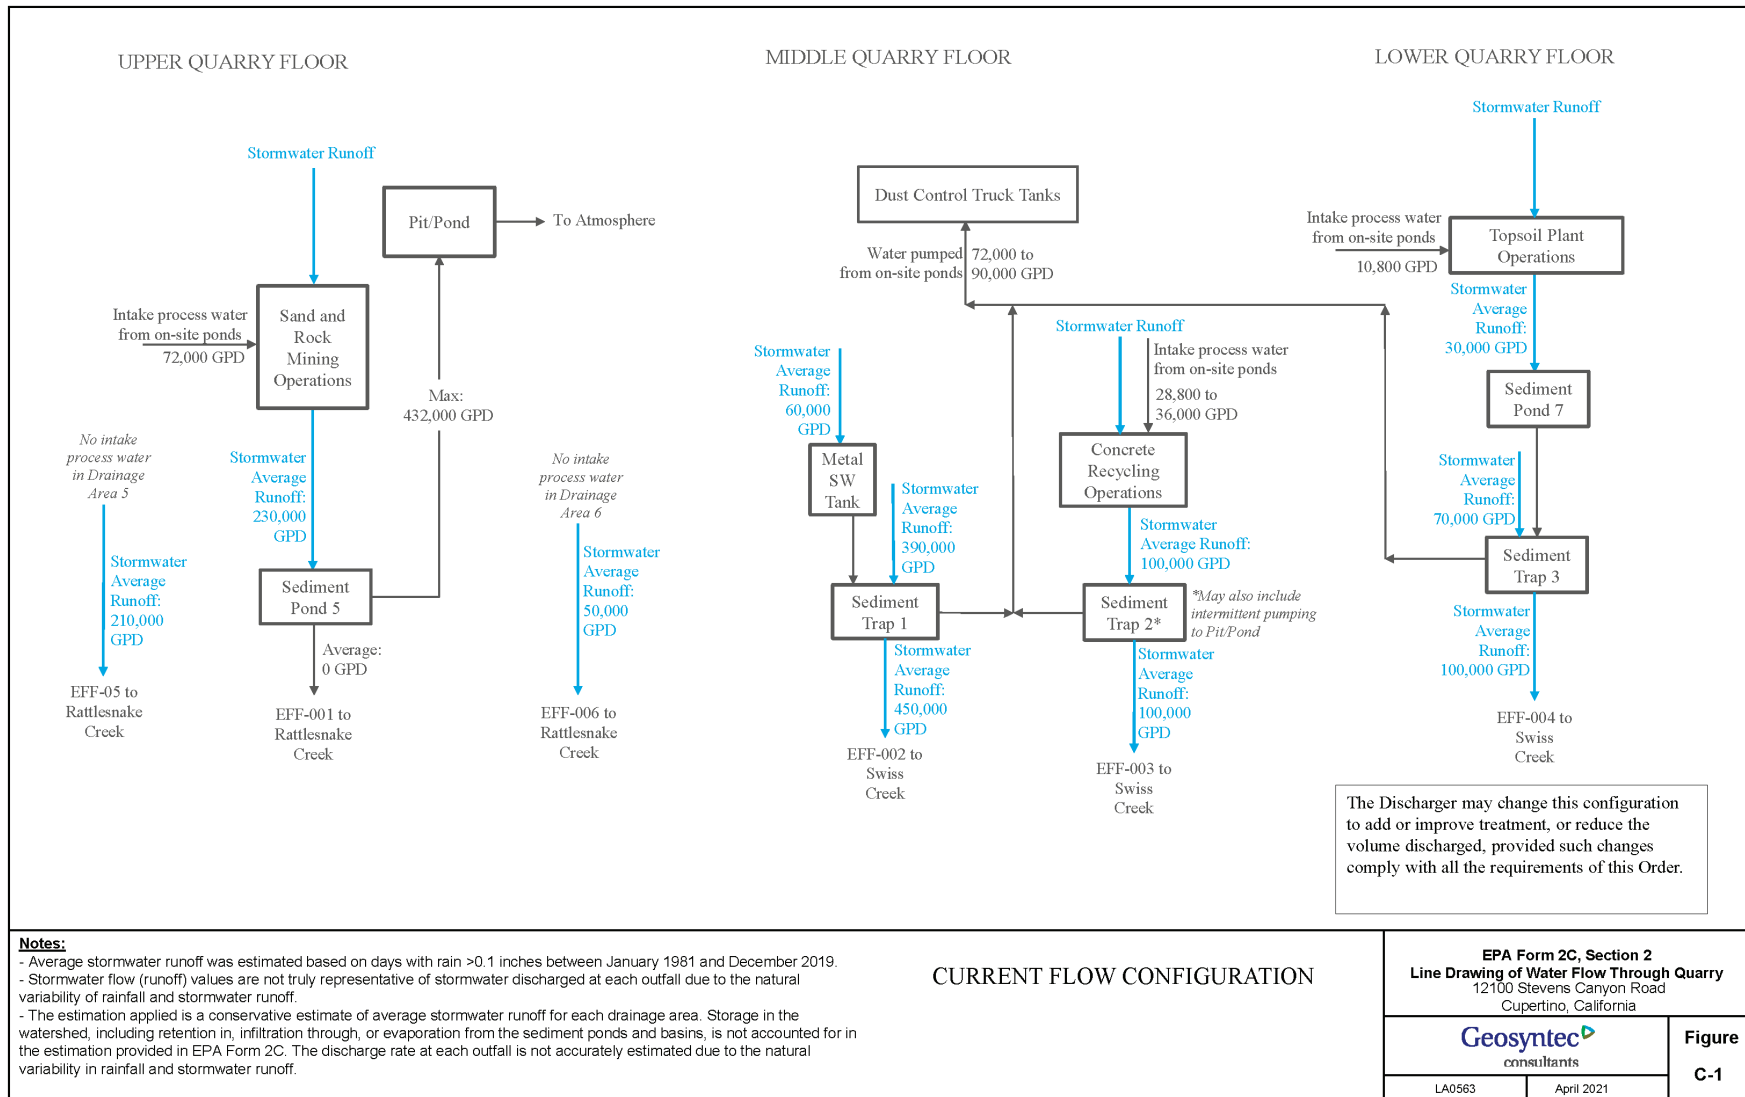 UPPER QUARRY FLOOR
MIDDLE QUARRY FLOOR
LOWER QUARRY FLOOR
Stormwater Runoff
Pit/Pond
To Atmosphere
Intake process water
from on-site ponds
72,000 GPD
Sand and
Rock
Mining
Operations
Max:
432,000 GPD
No intake
process water
in Drainage
Area 5
Stormwater
Average
Runoff:
230,000
GPD
No intake
process water
in Drainage
Area 6
Stormwater
Average
Runoff:
210,000
GPD
Sediment
Pond 5
Stormwater
Average
Runoff:
50,000
GPD
Average:
0 GPD
EFF-05 to
Rattlesnake
Creek
EFF-001 to
Rattlesnake
Creek
EFF-006 to
Rattlesnake
Creek
Dust Control Truck Tanks
Water pumped
from on-site ponds
72,000 to
90,000 GPD
Stormwater Runoff
Stormwater
Average
Runoff:
60,000
GPD
Intake process water
from on-site ponds
28,800 to
36,000 GPD
Metal
SW
Tank
Stormwater
Average
Runoff:
390,000
GPD
Concrete
Recycling
Operations
Stormwater
Average Runoff:
100,000 GPD
Sediment
Trap 1
Sediment
Trap 2*
*May also include
intermittent pumping
to Pit/Pond
Stormwater
Average
Runoff:
450,000
GPD
Stormwater
Average
Runoff:
100,000
GPD
EFF-002 to
Swiss
Creek
EFF-003 to
Swiss
Creek
Stormwater Runoff
Intake process water
from on-site ponds
10,800 GPD
Topsoil Plant
Operations
Stormwater
Average
Runoff:
30,000 GPD
Sediment
Pond 7
Stormwater
Average
Runoff:
70,000 GPD
Sediment
Trap 3
Stormwater
Average
Runoff:
100,000 GPD
EFF-004 to
Swiss
Creek
The Discharger may change this configuration
to add or improve treatment, or reduce the
volume discharged, provided such changes
comply with all the requirements of this Order.
Notes:
- Average stormwater runoff was estimated based on days with rain >0.1 inches between January 1981 and December 2019.
- Stormwater flow (runoff) values are not truly representative of stormwater discharged at each outfall due to the natural
variability of rainfall and stormwater runoff.
- The estimation applied is a conservative estimate of average stormwater runoff for each drainage area. Storage in the
watershed, including retention in, infiltration through, or evaporation from the sediment ponds and basins, is not accounted for in
the estimation provided in EPA Form 2C. The discharge rate at each outfall is not accurately estimated due to the natural
variability in rainfall and stormwater runoff.
CURRENT FLOW CONFIGURATION
EPA Form 2C, Section 2
Line Drawing of Water Flow Through Quarry
12100 Stevens Canyon Road
Cupertino, California
Geosyntec
consultants
Figure
C-1
LA0563
April 2021